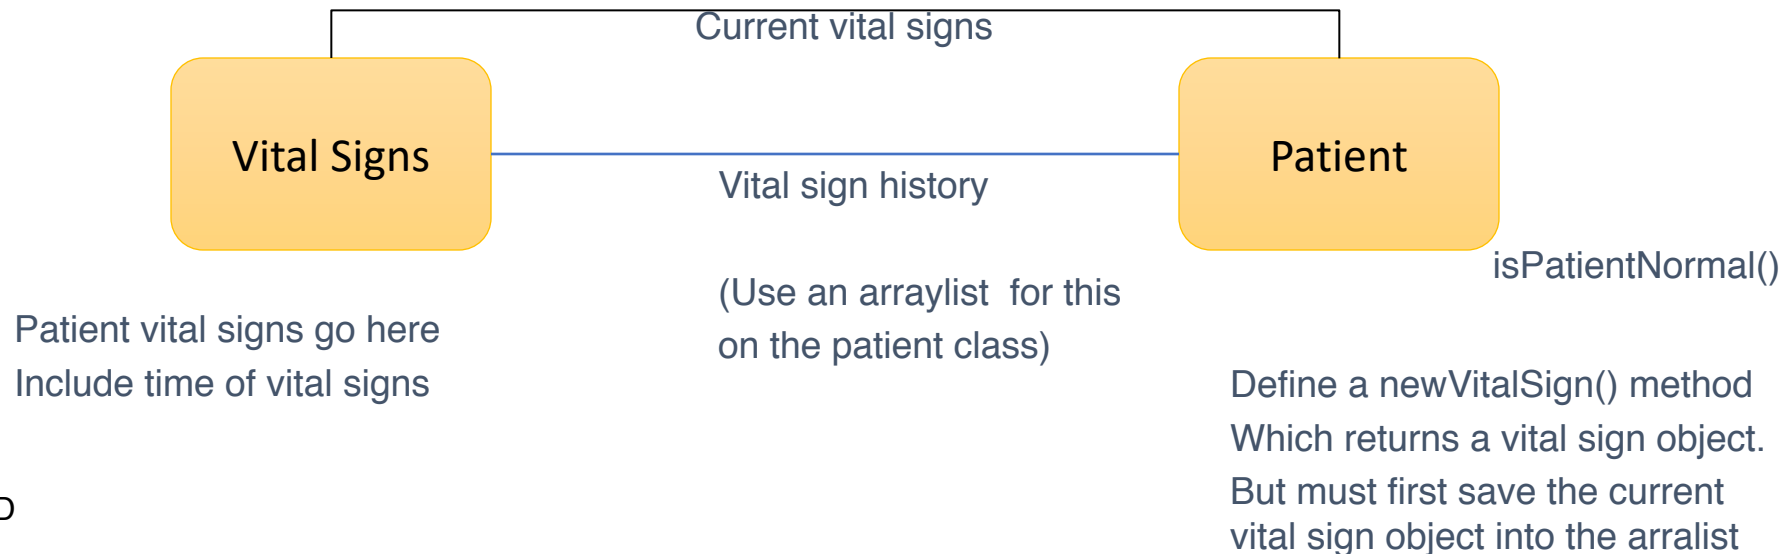 Current vital signs
Vital Signs
Patient
Vital sign history
isPatientNormal()
(Use an arraylist for this
on the patient class)
Patient vital signs go here
Include time of vital signs
Define a newVitalSign() method
Which returns a vital sign object.
But must first save the current
vital sign object into the arralist